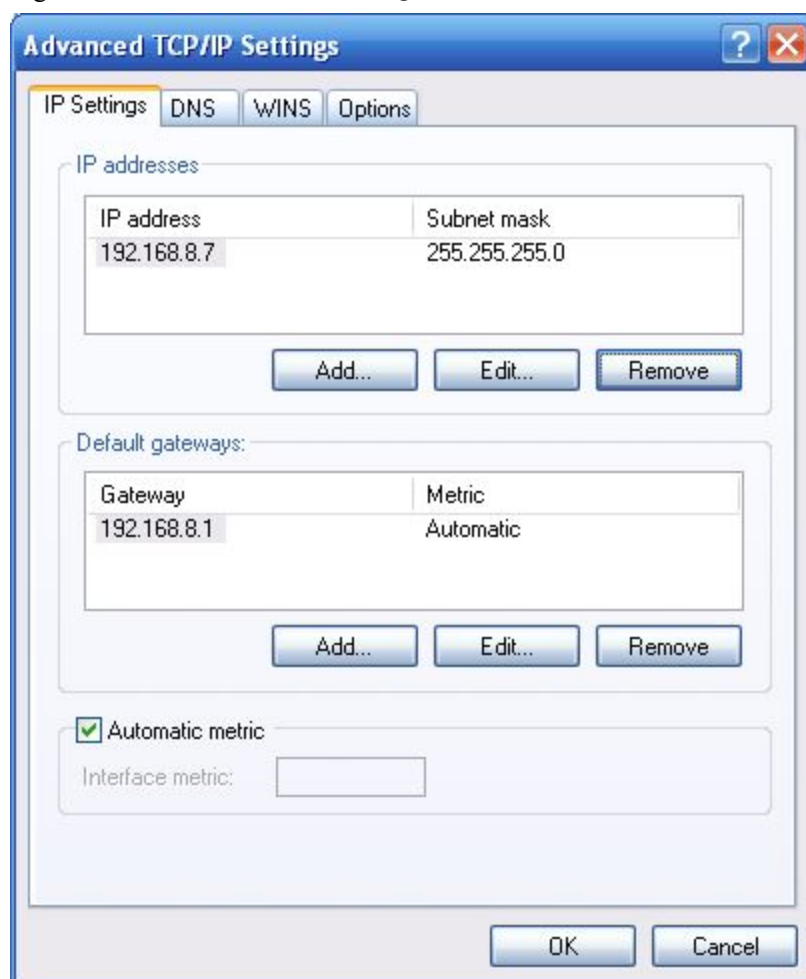 Advanced TCP/IP Settings
IP Settings DNS WINS Options
IP addresses
IP address Subnet mask
192.168.8.7 255.255.255.0
Add... Edit... Remove
Default gateways:
Gateway Metric
192.168.8.1 Automatic
Add... Edit... Remove
Automatic metric
Interface metric:
OK Cancel